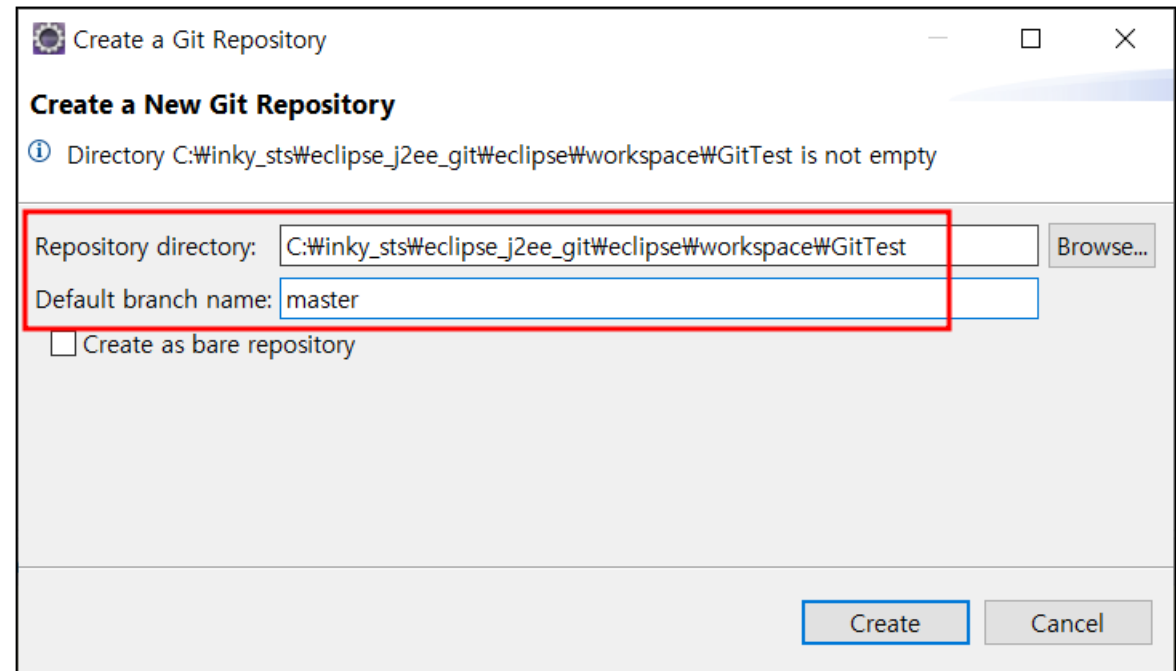 Create a Git Repository
Create a New Git Repository
Directory C:₩inky_sts₩eclipse_j2ee_git₩eclipse₩workspace₩GitTest is not empty
Repository directory: C:₩inky_sts₩eclipse_j2ee_git₩eclipse₩workspace₩GitTest Browse...
Default branch name: master
Create as bare repository
Create Cancel